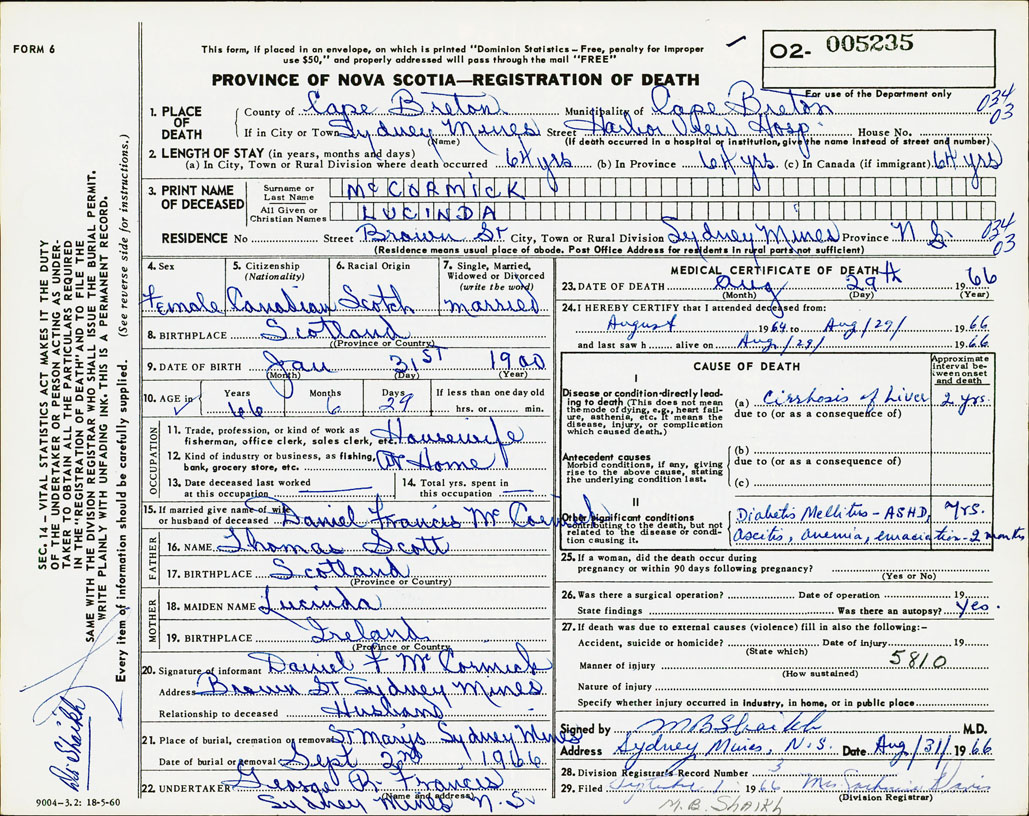 FORM 6
This form, if placed in an envelope, on which is printed "Dominion Statistics – Free, penalty for improper
use $50," and properly addressed will pass through the mail "FREE"
O2- 005235
PROVINCE OF NOVA SCOTIA—REGISTRATION OF DEATH
For use of the Department only
034
03
1. PLACE OF DEATH County of Cape Breton Municipality of Cape Breton
If in City or Town Sydney Mines Street Harbor View Hosp. House No.
(Name) (If death occurred in a hospital or institution, give the name instead of street and number)
2. LENGTH OF STAY (in years, months and days)
(a) In City, Town or Rural Division where death occurred 64 yrs (b) In Province 64 yrs (c) In Canada (if immigrant) 64 yrs
3. PRINT NAME OF DECEASED Surname or Last Name McCORMICK
All Given or Christian Names LUCINDA
RESIDENCE No Street Brown St City, Town or Rural Division Sydney Mines Province N S. 034
03
(Residence means usual place of abode. Post Office Address for residents in rural parts not sufficient)
4. Sex Female
5. Citizenship (Nationality) Canadian
6. Racial Origin Scotch
7. Single, Married, Widowed or Divorced (write the word) married
8. BIRTHPLACE Scotland
(Province or Country)
9. DATE OF BIRTH Jan 31st 1900
(Month) (Day) (Year)
10. AGE in Years 66 Months 6 Days 29 If less than one day old
hrs. or min.
OCCUPATION
11. Trade, profession, or kind of work as fisherman, office clerk, sales clerk, etc. Housewife
12. Kind of industry or business, as fishing, bank, grocery store, etc. At Home
13. Date deceased last worked at this occupation
14. Total yrs. spent in this occupation
15. If married give name of wife or husband of deceased Daniel Francis McCormick
FATHER
16. NAME Thomas Scott
17. BIRTHPLACE Scotland
(Province or Country)
MOTHER
18. MAIDEN NAME Lucinda
19. BIRTHPLACE Ireland
(Province or Country
20. Signature of informant Daniel F McCormick
Address Brown St Sydney Mines
Relationship to deceased Husband
21. Place of burial, cremation or removal St Marys Sydney Mines
Date of burial or removal Sept 2nd 1966
22. UNDERTAKER George R. Francis
(Name and address)
Sydney Mines N.S.
MEDICAL CERTIFICATE OF DEATH
23. DATE OF DEATH Aug 29th 1966
(Month) (Day) (Year)
24. I HEREBY CERTIFY that I attended deceased from:
August 1964 to Aug/29/ 1966
and last saw h alive on Aug/29/ 1966.
CAUSE OF DEATH
Approximate interval between onset and death
I
Disease or condition directly leading to death (This does not mean the mode of dying, e.g., heart failure, asthenia, etc. It means the disease, injury, or complication which caused death.)
(a) Cirrhosis of Liver 2 yrs.
due to (or as a consequence of)
Antecedent causes
Morbid conditions, if any, giving rise to the above cause, stating the underlying condition last.
(b)
due to (or as a consequence of)
(c)
II
Other significant conditions contributing to the death, but not related to the disease or condition causing it.
Diabetis Mellitus - ASHD, 7yrs.
Ascitis, anemia, emaciation - 2 months
25. If a woman, did the death occur during pregnancy or within 90 days following pregnancy?
(Yes or No)
26. Was there a surgical operation? Date of operation 19
State findings Was there an autopsy? Yes.
27. If death was due to external causes (violence) fill in also the following:–
Accident, suicide or homicide? Date of injury 19
(State which)
Manner of injury 5810
(How sustained)
Nature of injury
Specify whether injury occurred in industry, in home, or in public place
Signed by M.B. Shaikh M.D.
Address Sydney Mines, N.S. Date Aug/31/ 1966
28. Division Registrar's Record Number 3
29. Filed September 1 1966 Mrs Davis
(Division Registrar)
M.B. SHAIKH
SEC. 14 – VITAL STATISTICS ACT MAKES IT THE DUTY
OF THE UNDERTAKER OR PERSON ACTING AS UNDER-
TAKER TO OBTAIN ALL THE PARTICULARS REQUIRED
IN THE "REGISTRATION OF DEATH" AND TO FILE THE
SAME WITH THE DIVISION REGISTRAR WHO SHALL ISSUE THE BURIAL PERMIT.
WRITE PLAINLY WITH UNFADING INK. THIS IS A PERMANENT RECORD.
Every item of information should be carefully supplied. (See reverse side for instructions.)
Shaikh
9004-3.2: 18-5-60